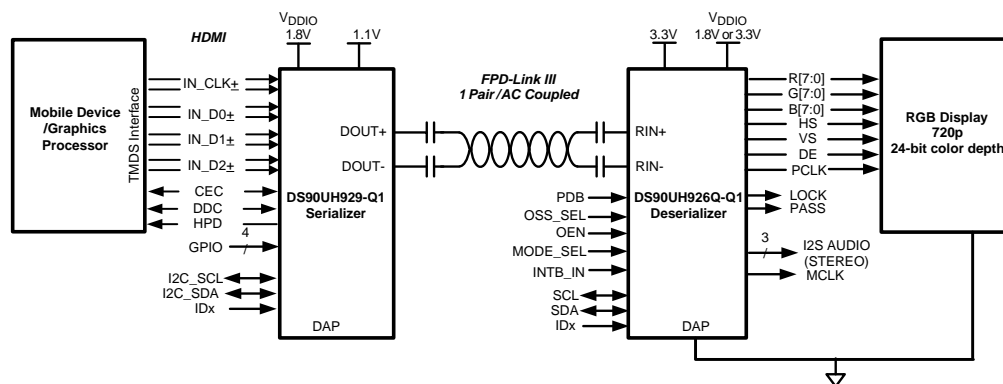 HDMI
VDDIO
1.8V
1.1V
Mobile Device
/Graphics
Processor
TMDS Interface
IN_CLK±
IN_D0±
IN_D1±
IN_D2±
CEC
DDC
HPD
GPIO
4
/
I2C_SCL
I2C_SDA
IDx
DOUT+
DOUT-
DS90UH929-Q1
Serializer
DAP
FPD-Link III
1 Pair/AC Coupled
3.3V
VDDIO
1.8V or 3.3V
RIN+
RIN-
DS90UH926Q-Q1
Deserializer
PDB
OSS_SEL
OEN
MODE_SEL
INTB_IN
SCL
SDA
IDx
DAP
R[7:0]
G[7:0]
B[7:0]
HS
VS
DE
PCLK
LOCK
PASS
3
/
I2S AUDIO
(STEREO)
MCLK
RGB Display
720p
24-bit color depth